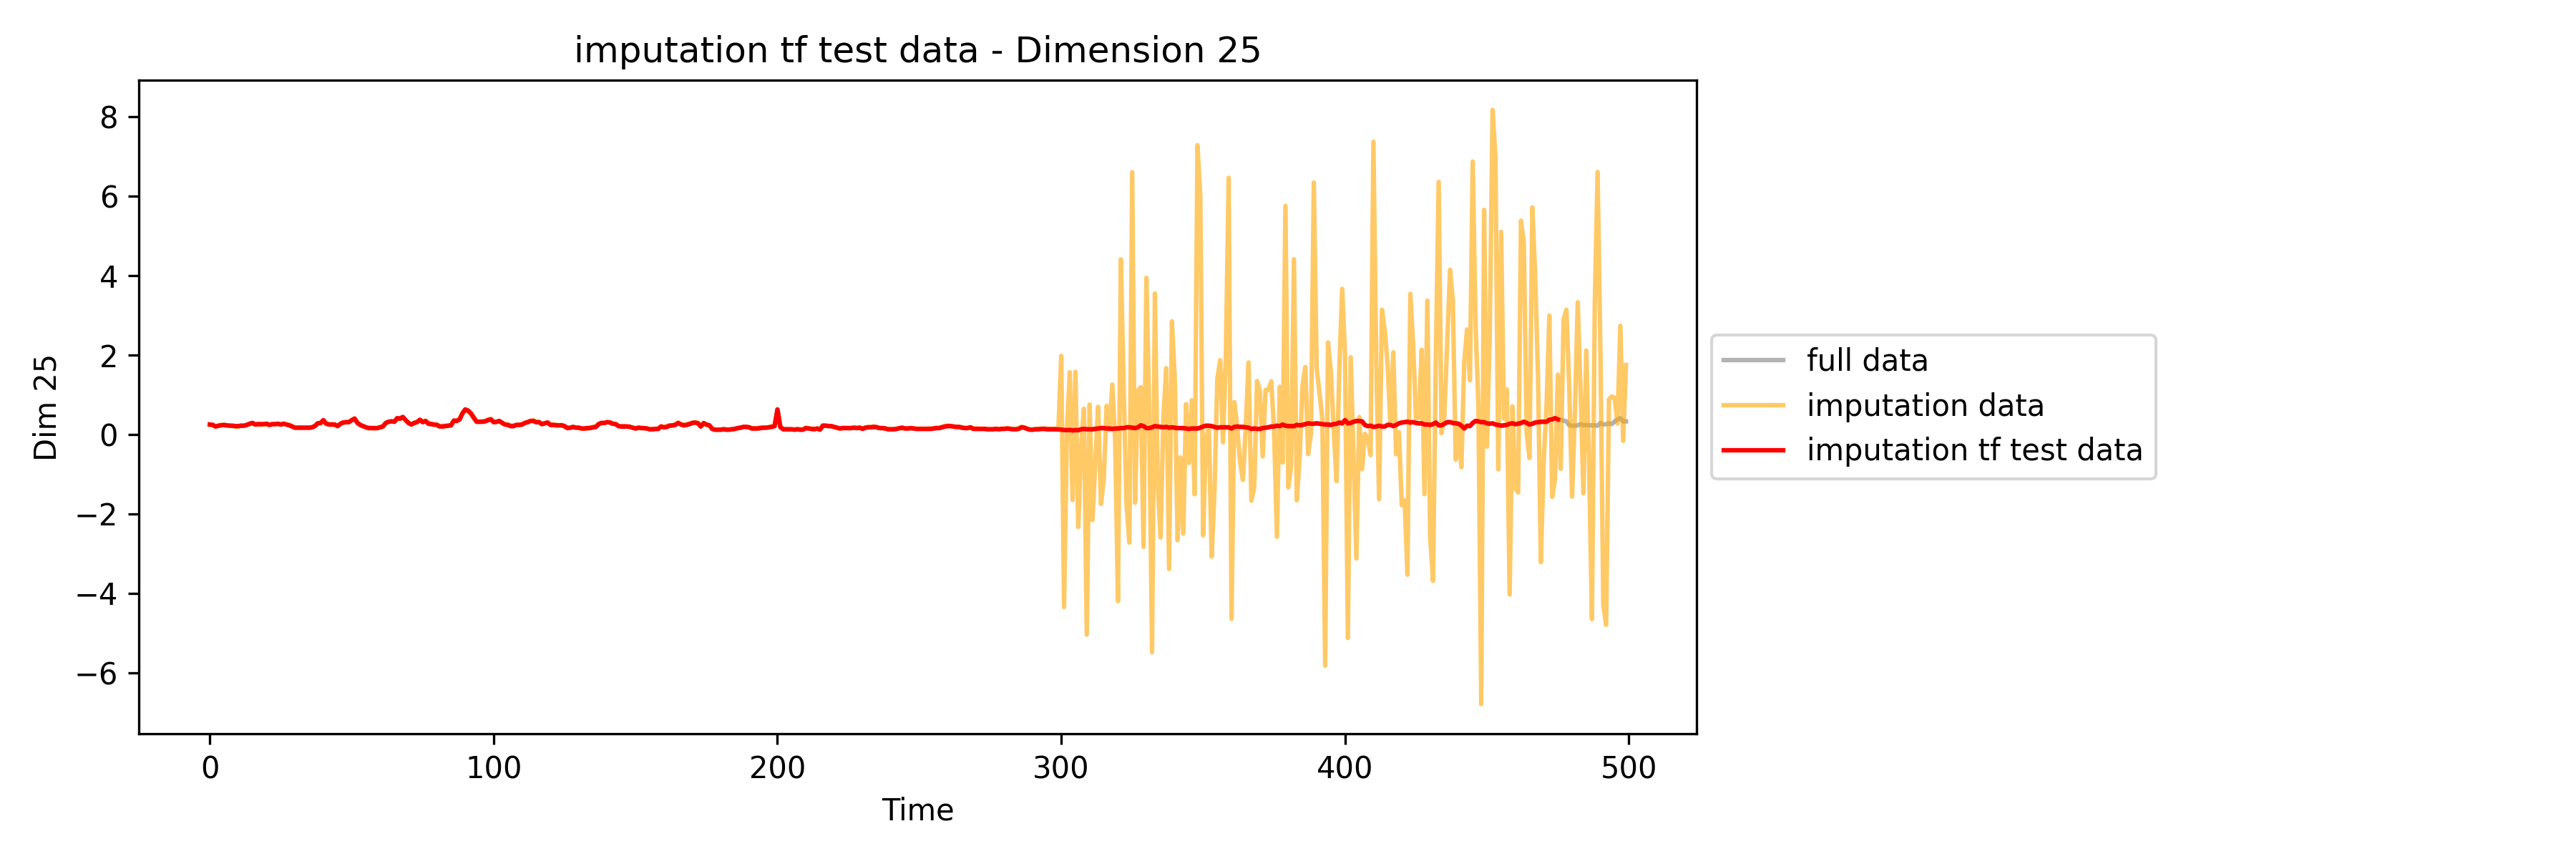 imputation tf test data - Dimension 25
8
6
4
2
0
−2
−4
−6
Dim 25
0 100 200 300 400 500
Time
full data
imputation data
imputation tf test data